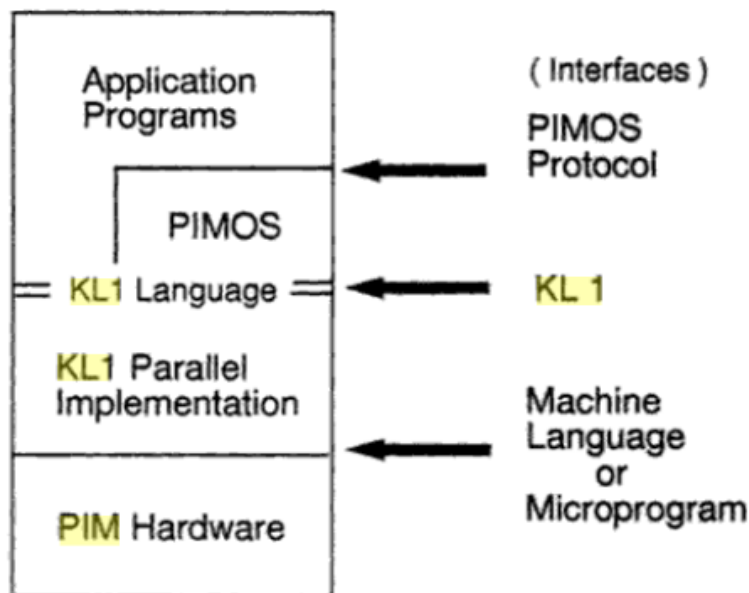 Application
Programs
PIMOS
= KL1 Language =
KL1 Parallel
Implementation
PIM Hardware
( Interfaces )
PIMOS
Protocol
KL 1
Machine
Language
or
Microprogram